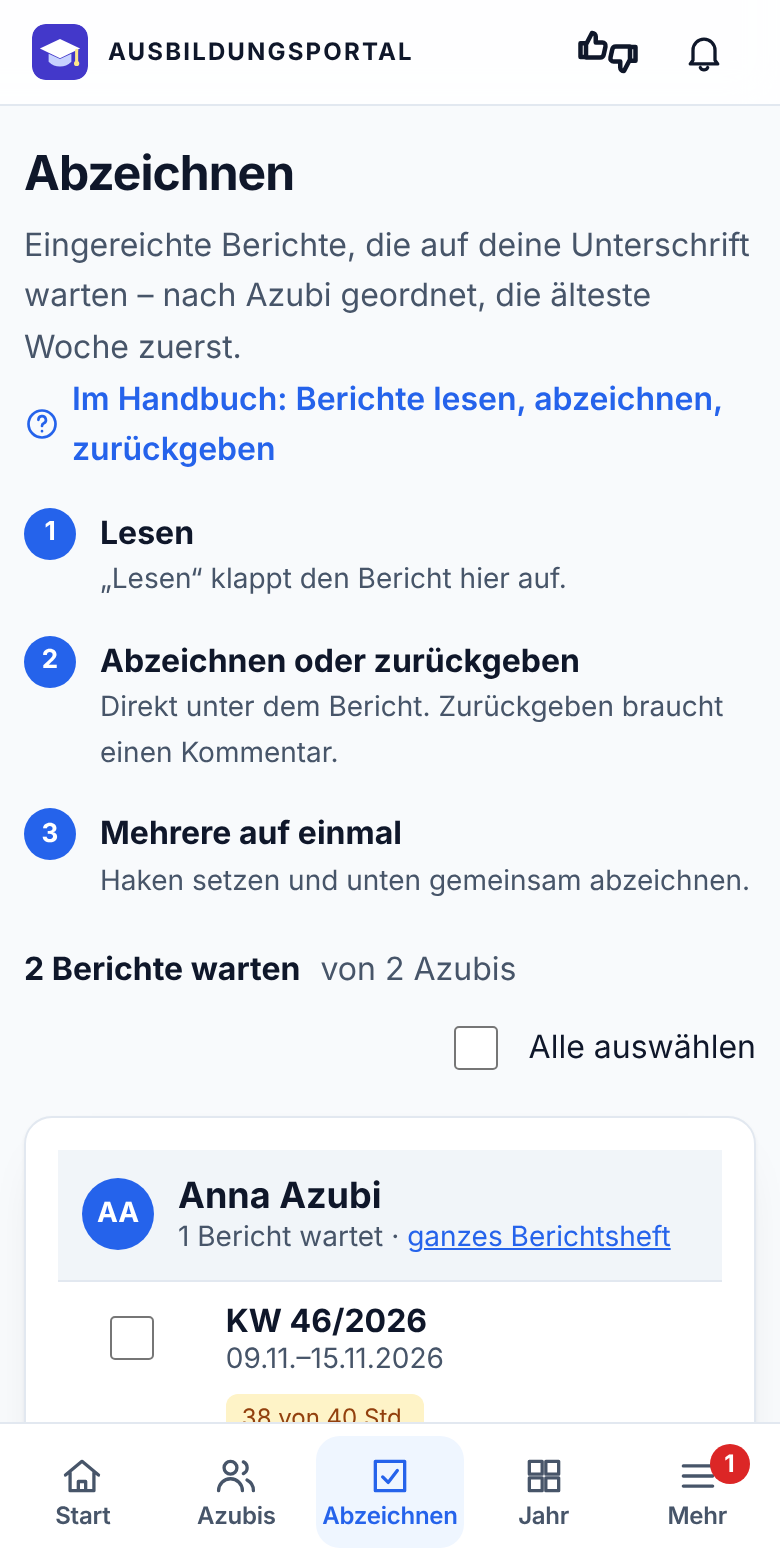 AUSBILDUNGSPORTAL
Abzeichnen
Eingereichte Berichte, die auf deine Unterschrift
warten – nach Azubi geordnet, die älteste
Woche zuerst.
Im Handbuch: Berichte lesen, abzeichnen,
zurückgeben
1 Lesen
„Lesen“ klappt den Bericht hier auf.
2 Abzeichnen oder zurückgeben
Direkt unter dem Bericht. Zurückgeben braucht
einen Kommentar.
3 Mehrere auf einmal
Haken setzen und unten gemeinsam abzeichnen.
2 Berichte warten von 2 Azubis
Alle auswählen
AA Anna Azubi
1 Bericht wartet · ganzes Berichtsheft
KW 46/2026
09.11.–15.11.2026
38 von 40 Std.
1
Start Azubis Abzeichnen Jahr Mehr